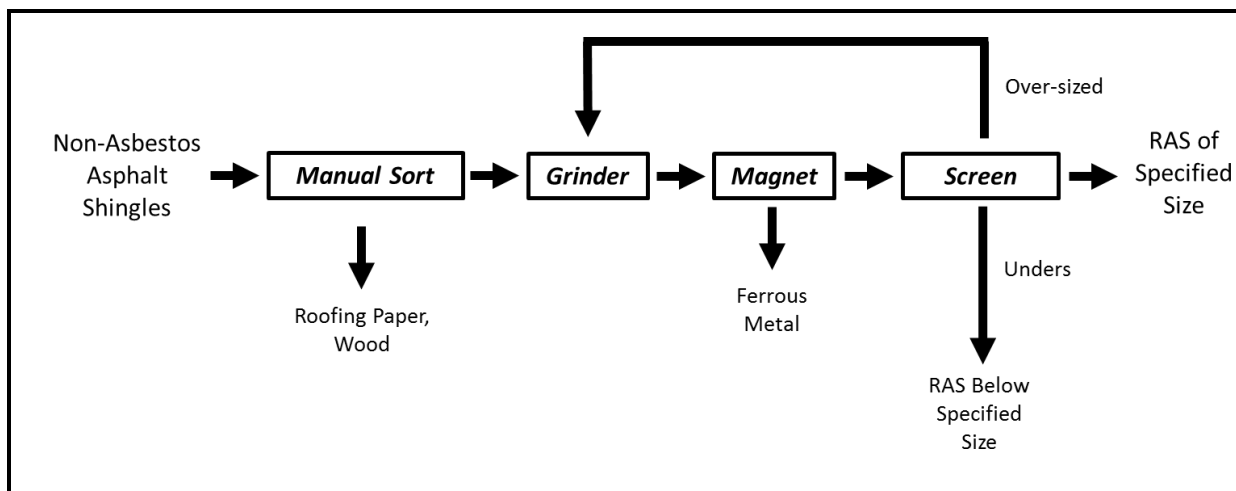 Over-sized
Non-Asbestos
Asphalt
Shingles
Manual Sort
Grinder
Magnet
Screen
RAS of
Specified
Size
Roofing Paper,
Wood
Ferrous
Metal
Unders
RAS Below
Specified
Size